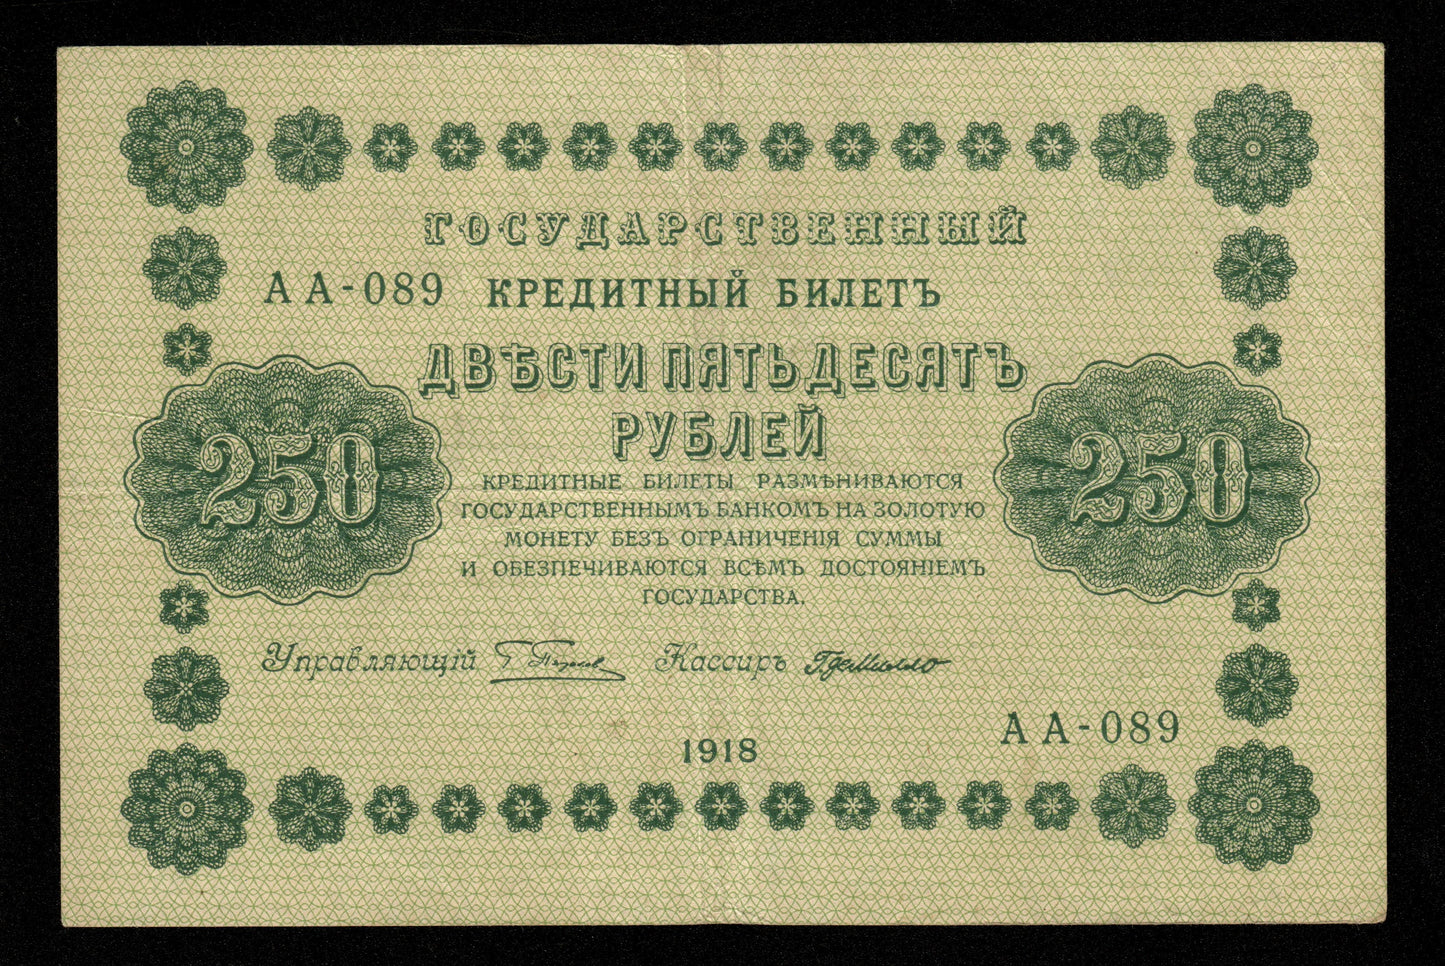 ГОСУДАРСТВЕННЫЙ
АА-089 КРЕДИТНЫЙ БИЛЕТЪ
ДВѢСТИ ПЯТЬДЕСЯТЪ
РУБЛЕЙ
250
250
КРЕДИТНЫЕ БИЛЕТЫ РАЗМѢНИВАЮТСЯ
ГОСУДАРСТВЕННЫМЪ БАНКОМЪ НА ЗОЛОТУЮ
МОНЕТУ БЕЗЪ ОГРАНИЧЕНІЯ СУММЫ
И ОБЕЗПЕЧИВАЮТСЯ ВСѢМЪ ДОСТОЯНІЕМЪ
ГОСУДАРСТВА.
Управляющій Кассиръ
АА-089
1918